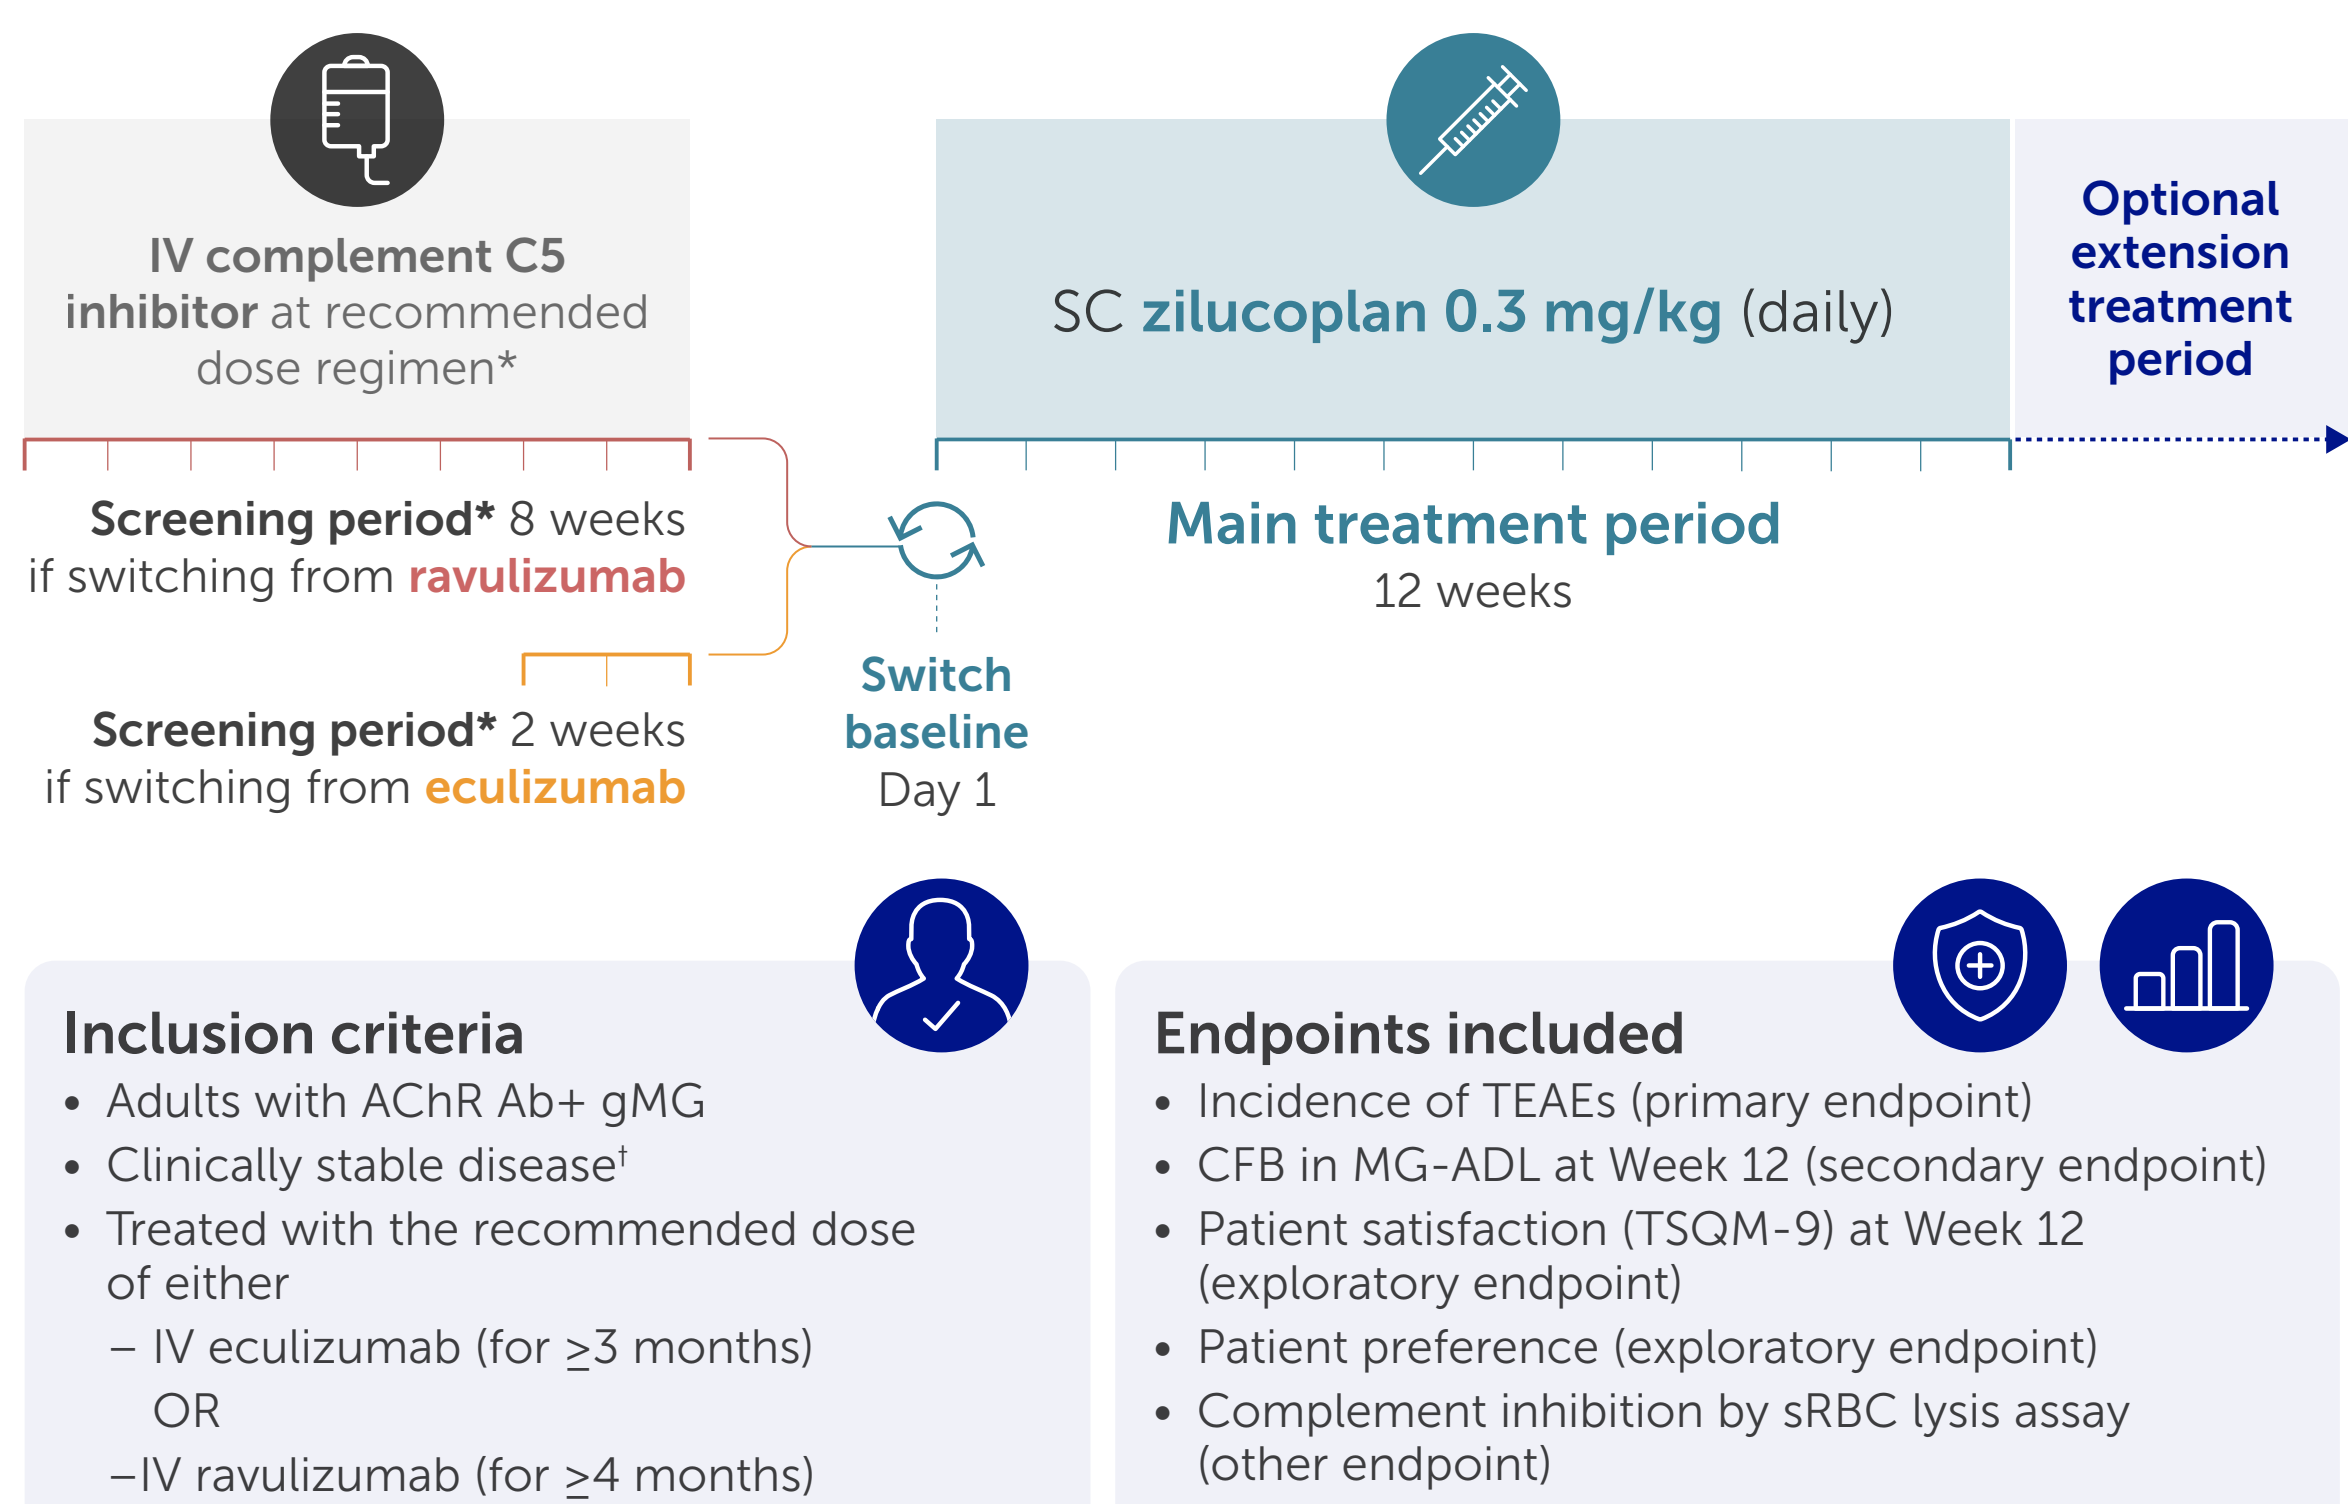 IV complement C5
inhibitor at recommended
dose regimen*
SC zilucoplan 0.3 mg/kg (daily)
Optional
extension
treatment
period
Screening period* 8 weeks
if switching from ravulizumab
Screening period* 2 weeks
if switching from eculizumab
Switch
baseline
Day 1
Main treatment period
12 weeks
Inclusion criteria
• Adults with AChR Ab+ gMG
• Clinically stable disease†
• Treated with the recommended dose
of either
– IV eculizumab (for ≥3 months)
OR
–IV ravulizumab (for ≥4 months)
Endpoints included
• Incidence of TEAEs (primary endpoint)
• CFB in MG-ADL at Week 12 (secondary endpoint)
• Patient satisfaction (TSQM-9) at Week 12
(exploratory endpoint)
• Patient preference (exploratory endpoint)
• Complement inhibition by sRBC lysis assay
(other endpoint)